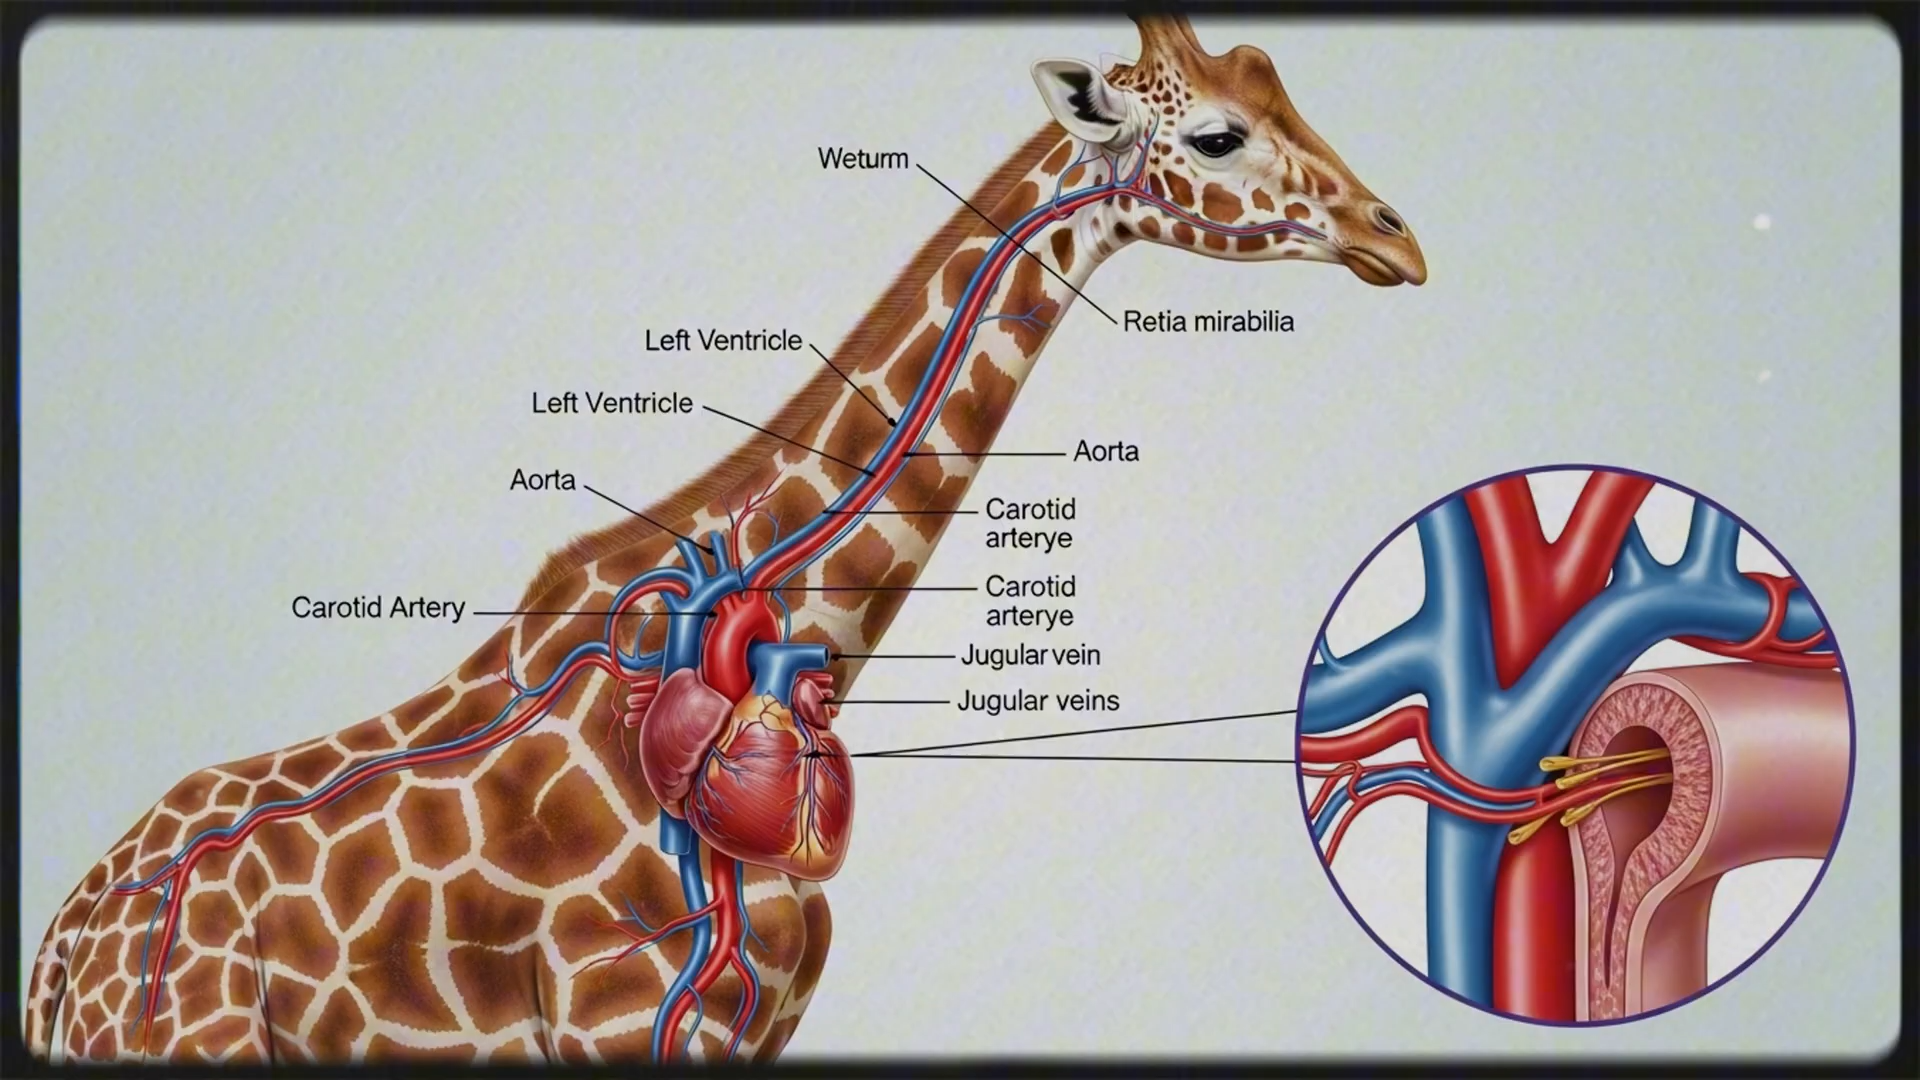 Weturm
Retia mirabilia
Left Ventricle
Left Ventricle
Aorta
Aorta
Carotid
arterye
Carotid
arterye
Carotid Artery
Jugular vein
Jugular veins